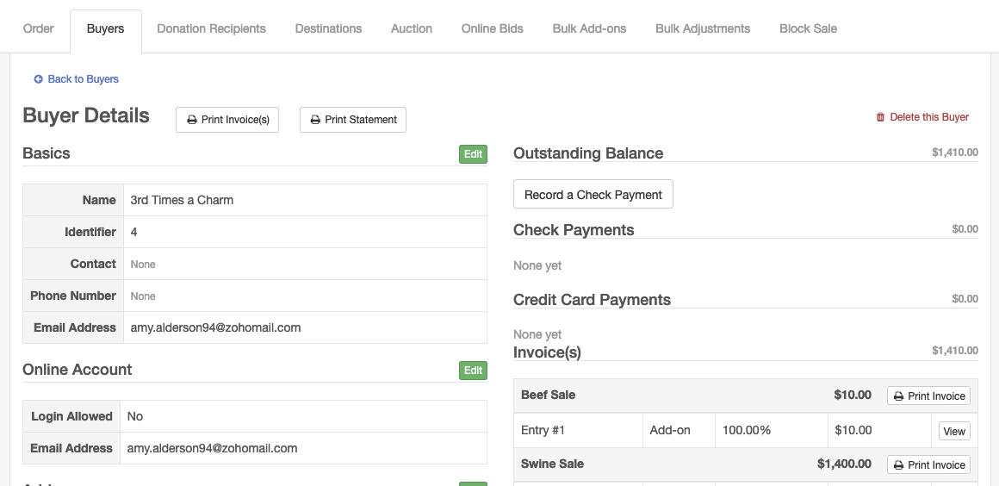 Order Buyers Donation Recipients Destinations Auction Online Bids Bulk Add-ons Bulk Adjustments Block Sale
Back to Buyers
Buyer Details Print Invoice(s) Print Statement Delete this Buyer
Basics Edit
Name 3rd Times a Charm
Identifier 4
Contact None
Phone Number None
Email Address amy.alderson94@zohomail.com
Online Account Edit
Login Allowed No
Email Address amy.alderson94@zohomail.com
Outstanding Balance $1,410.00
Record a Check Payment
Check Payments $0.00
None yet
Credit Card Payments $0.00
None yet
Invoice(s) $1,410.00
Beef Sale $10.00 Print Invoice
Entry #1 Add-on 100.00% $10.00 View
Swine Sale $1,400.00 Print Invoice